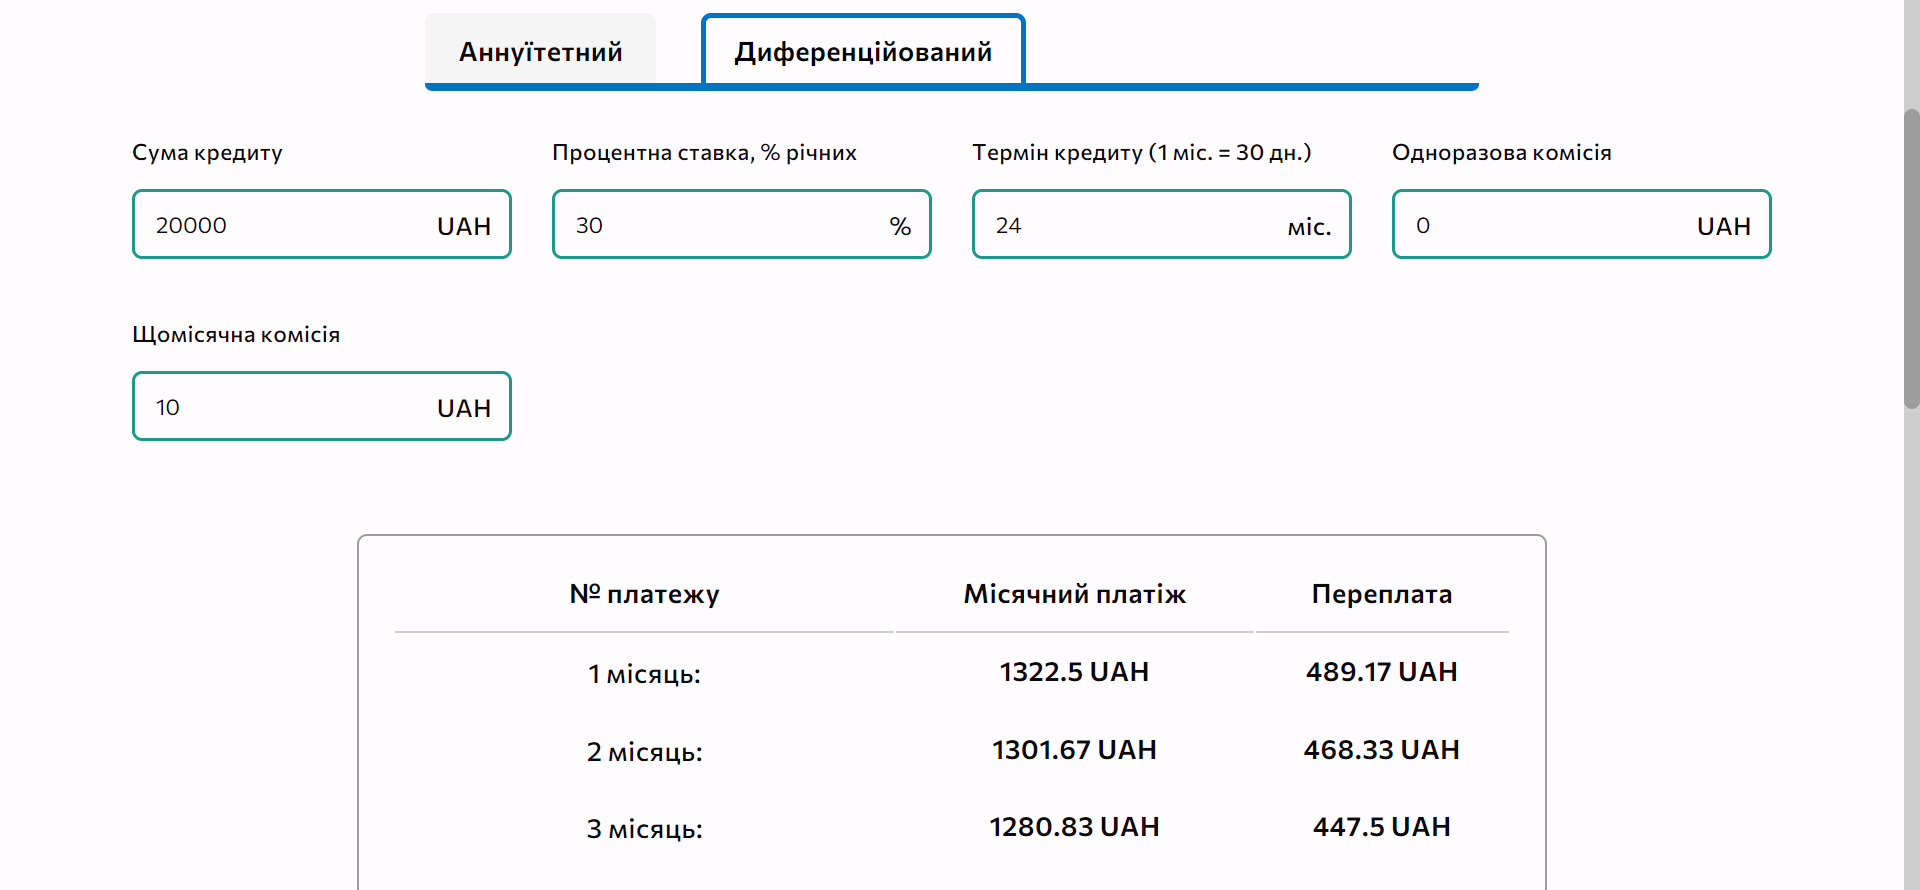 Аннуїтетний Диференційований
Сума кредиту Процентна ставка, % річних Термін кредиту (1 міс. = 30 дн.) Одноразова комісія
20000 UAH 30 % 24 міс. 0 UAH
Щомісячна комісія
10 UAH
№ платежу Місячний платіж Переплата
1 місяць: 1322.5 UAH 489.17 UAH
2 місяць: 1301.67 UAH 468.33 UAH
3 місяць: 1280.83 UAH 447.5 UAH